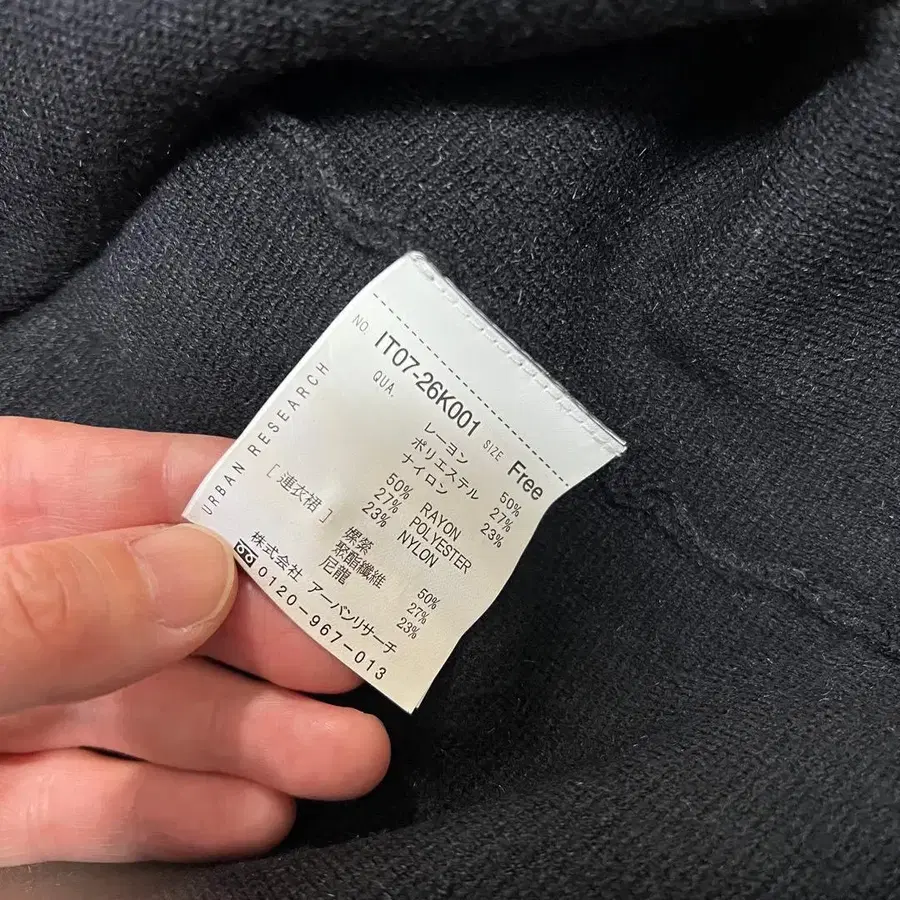 NO. IT07-26K001 SIZE Free
QUA.
レーヨン 50%
ポリエステル 27%
ナイロン 23%
50% RAYON
27% POLYESTER
23% NYLON
[ 連衣裙 ]
嫘縈 50%
聚酯纖維 27%
尼龍 23%
株式会社 アーバンリサーチ
0120-967-013
URBAN RESEARCH